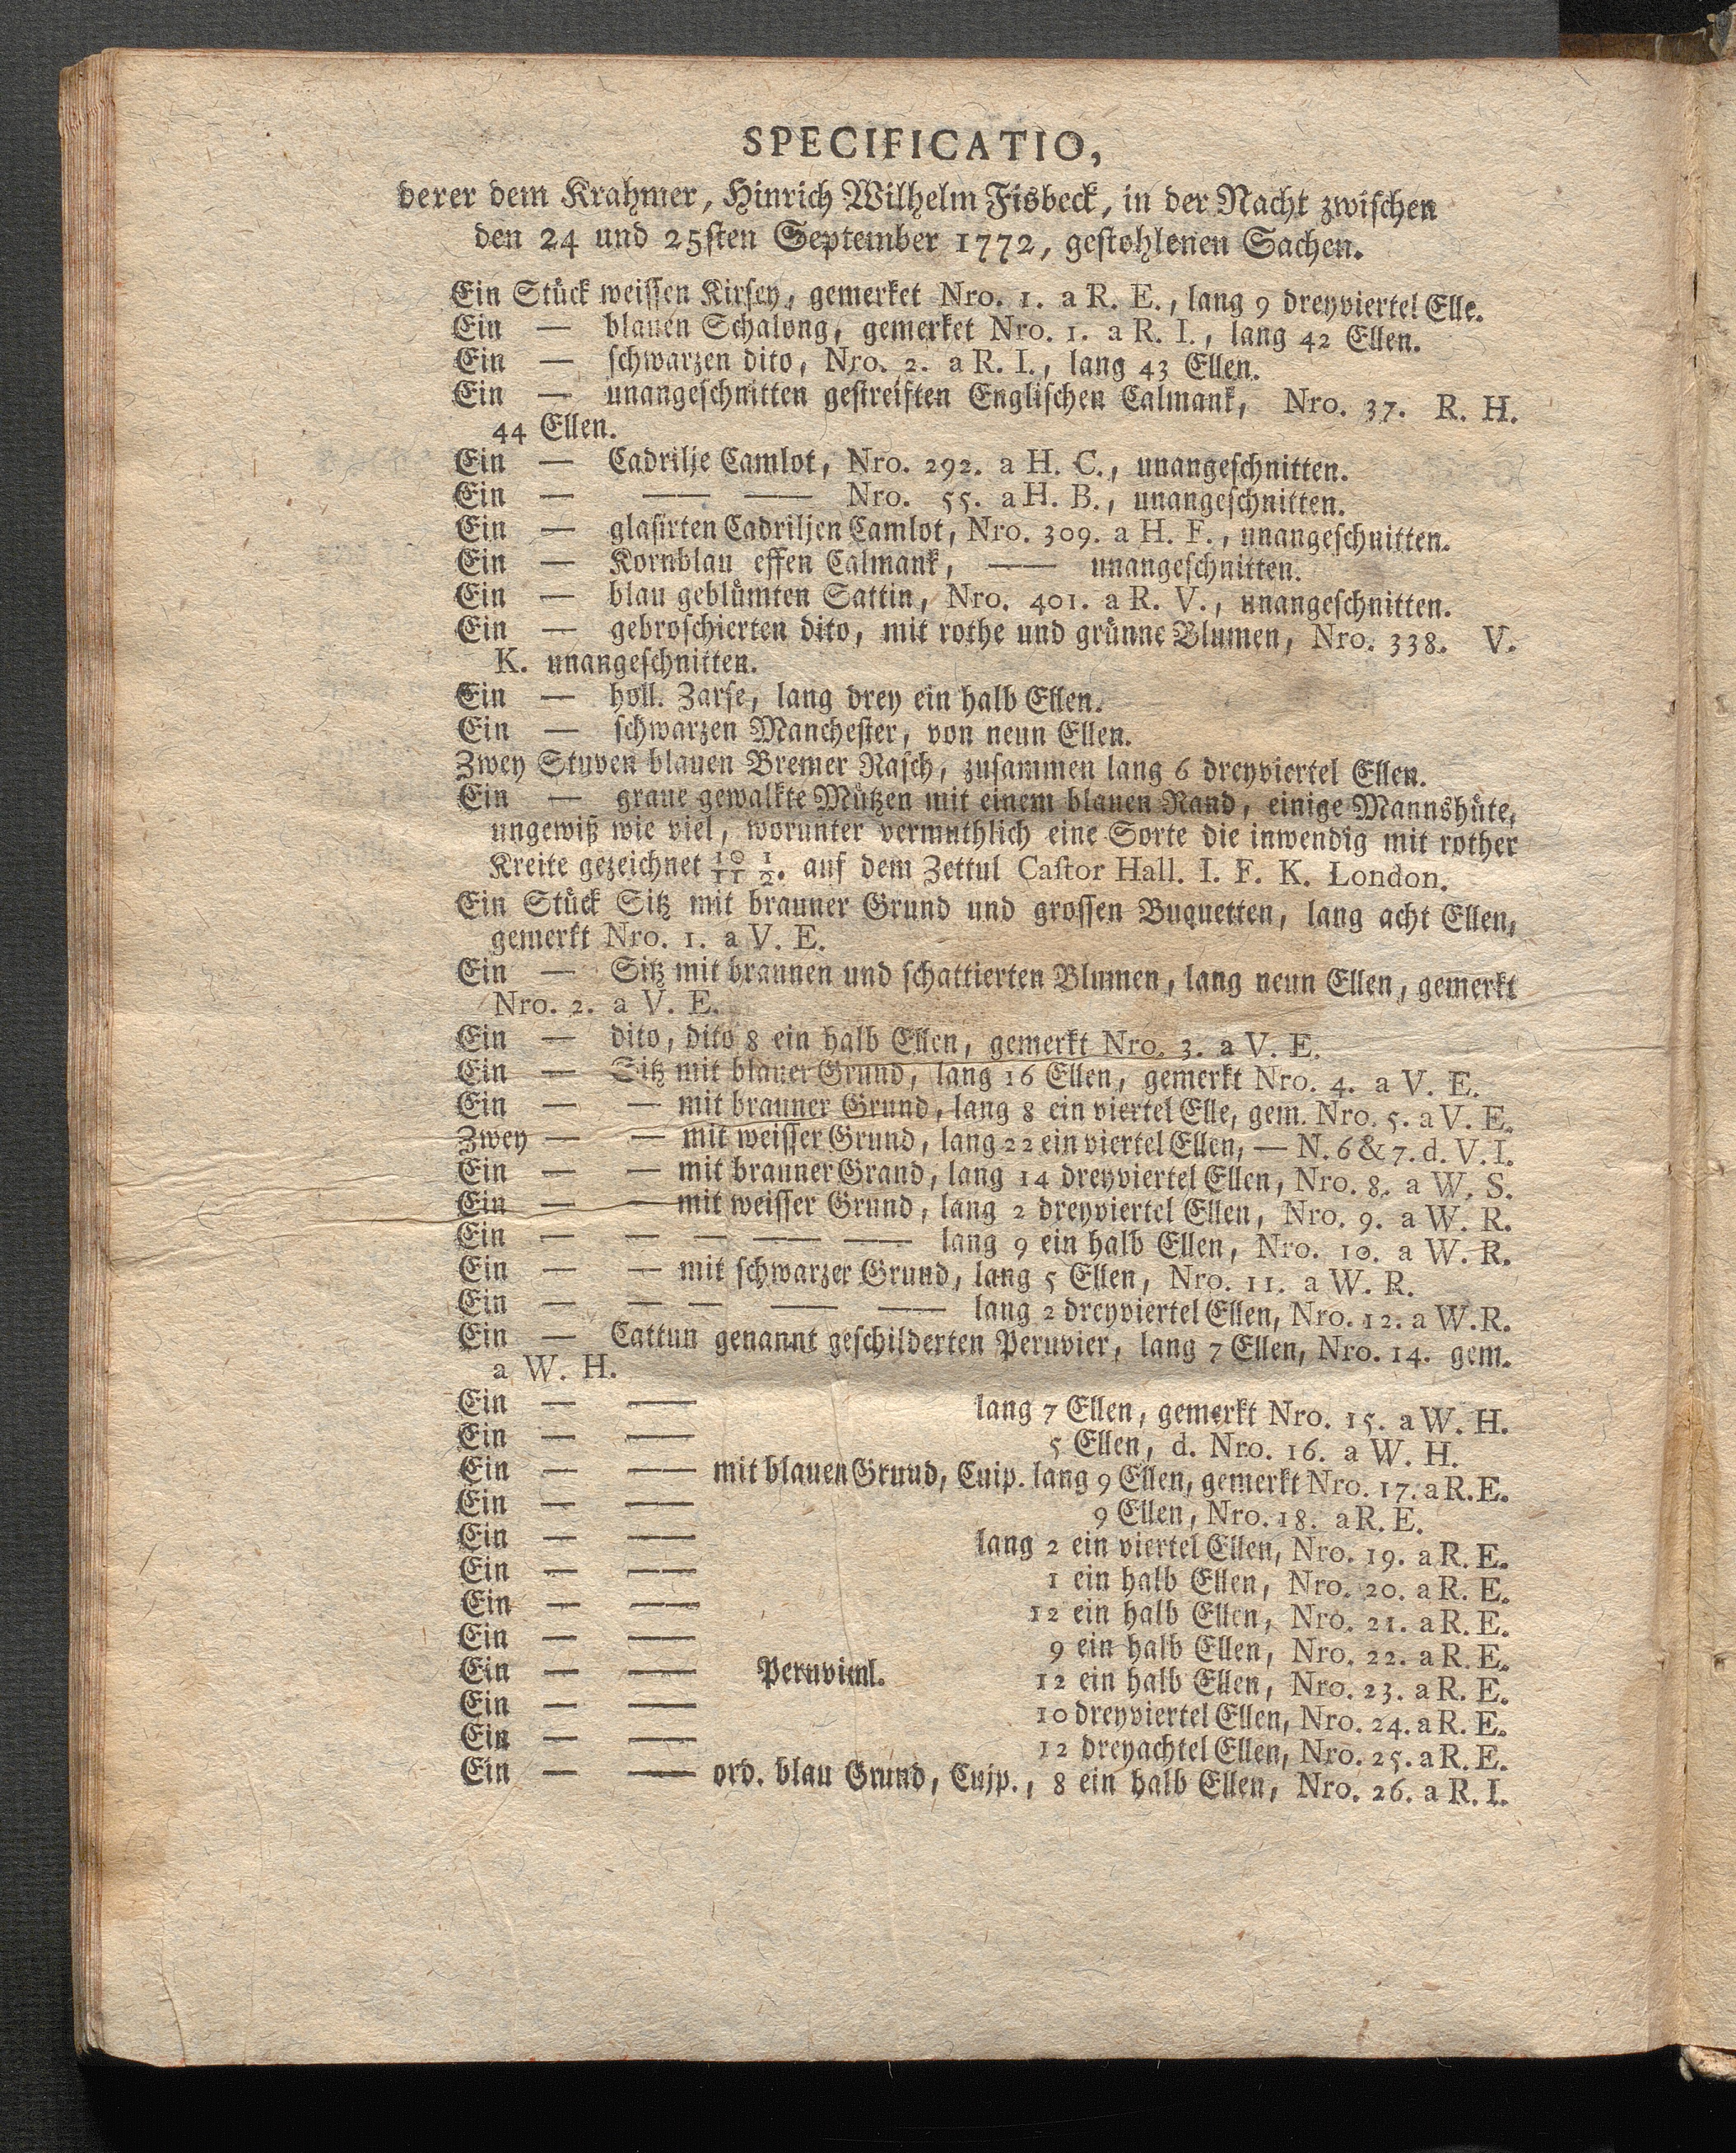 SPECIFICATIO,
derer dem Krahmer, Hinrich Wilhelm Fisbeck, in der Nacht zwischen
den 24 und 25sten September 1772, gestohlenen Sachen.
Ein Stück weissen Kirsey, gemerket Nro. 1. a R. E., lang 9 dreyviertel Elle.
Ein — blauen Schalong, gemerket Nro. 1. a R. I., lang 42 Ellen.
Ein — schwarzen dito, Nro. 2. a R. I., lang 43 Ellen.
Ein — unangeschnitten gestreiften Englischen Calmank, Nro. 37. R. H.
44 Ellen.
Ein — Cadrilje Camlot, Nro. 292. a H. C., unangeschnitten.
Ein — —— —— Nro. 55. a H. B., unangeschnitten.
Ein — glasirten Cadriljen Camlot, Nro. 309. a H. F., unangeschnitten.
Ein — Kornblau effen Calmank, —— unangeschnitten.
Ein — blau geblümten Sattin, Nro. 401. a R. V., unangeschnitten.
Ein — gebroschierten dito, mit rothe und grünne Blumen, Nro. 338. V.
K. unangeschnitten.
Ein — holl. Zarse, lang drey ein halb Ellen.
Ein — schwarzen Manchester, von neun Ellen.
Zwey Stuven blauen Bremer Rasch, zusammen lang 6 dreyviertel Ellen.
Ein — graue gewalkte Mützen mit einem blauen Rand, einige Mannshüte,
ungewiß wie viel, worunter vermuthlich eine Sorte die inwendig mit rother
Kreite gezeichnet 10/11 1/2. auf dem Zettul Castor Hall. I. F. K. London.
Ein Stück Sitz mit brauner Grund und grossen Buquetten, lang acht Ellen,
gemerkt Nro. 1. a V. E.
Ein — Sitz mit braunen und schattierten Blumen, lang neun Ellen, gemerkt
Nro. 2. a V. E.
Ein — dito, dito 8 ein halb Ellen, gemerkt Nro. 3. a V. E.
Ein — Sitz mit blauer Grund, lang 16 Ellen, gemerkt Nro. 4. a V. E.
Ein — — mit brauner Grund, lang 8 ein viertel Elle, gem. Nro. 5. a V. E.
Zwey — — mit weisser Grund, lang 22 ein viertel Ellen, — N. 6 & 7. d. V. I.
Ein — — mit brauner Grand, lang 14 dreyviertel Ellen, Nro. 8. a W. S.
Ein — — mit weisser Grund, lang 2 dreyviertel Ellen, Nro. 9. a W. R.
Ein — — — —— —— lang 9 ein halb Ellen, Nro. 10. a W. R.
Ein — — mit schwarzer Grund, lang 5 Ellen, Nro. 11. a W. R.
Ein — — — —— —— lang 2 dreyviertel Ellen, Nro. 12. a W. R.
Ein — Cattun genannt geschilderten Peruvier, lang 7 Ellen, Nro. 14. gem.
a W. H.
Ein — —— lang 7 Ellen, gemerkt Nro. 15. a W. H.
Ein — —— 5 Ellen, d. Nro. 16. a W. H.
Ein — —— mit blauen Grund, Cuip. lang 9 Ellen, gemerkt Nro. 17. a R. E.
Ein — —— 9 Ellen, Nro. 18. a R. E.
Ein — —— lang 2 ein viertel Ellen, Nro. 19. a R. E.
Ein — —— 1 ein halb Ellen, Nro. 20. a R. E.
Ein — —— 12 ein halb Ellen, Nro. 21. a R. E.
Ein — —— 9 ein halb Ellen, Nro. 22. a R. E.
Ein — —— Peruviml. 12 ein halb Ellen, Nro. 23. a R. E.
Ein — —— 10 dreyviertel Ellen, Nro. 24. a R. E.
Ein — —— 12 dreyachtel Ellen, Nro. 25. a R. E.
Ein — —— ord. blau Grund, Cujp., 8 ein halb Ellen, Nro. 26. a R. I.